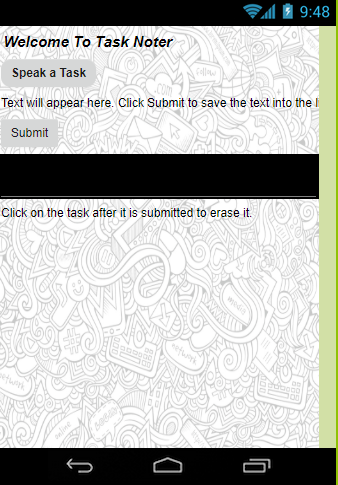 9:48
Welcome To Task Noter
Speak a Task
Text will appear here. Click Submit to save the text into the
Submit
Click on the task after it is submitted to erase it.